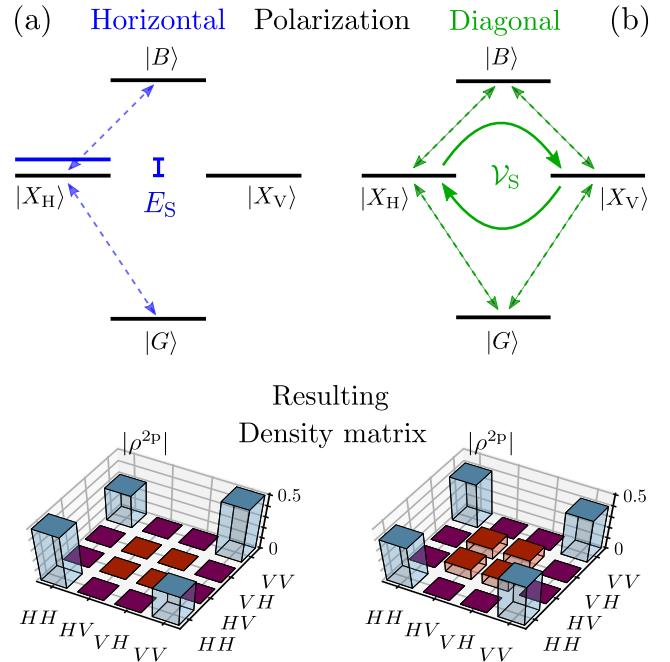 (a) Horizontal Polarization Diagonal (b)
|B⟩ |B⟩
|X_H⟩ E_S |X_V⟩ |X_H⟩ 𝒱_S |X_V⟩
|G⟩ |G⟩
Resulting
Density matrix
|ρ^2p| |ρ^2p|
0.5 0.5
0 0
HH HV VH VV HH HV VH VV
HH HV VH VV HH HV VH VV